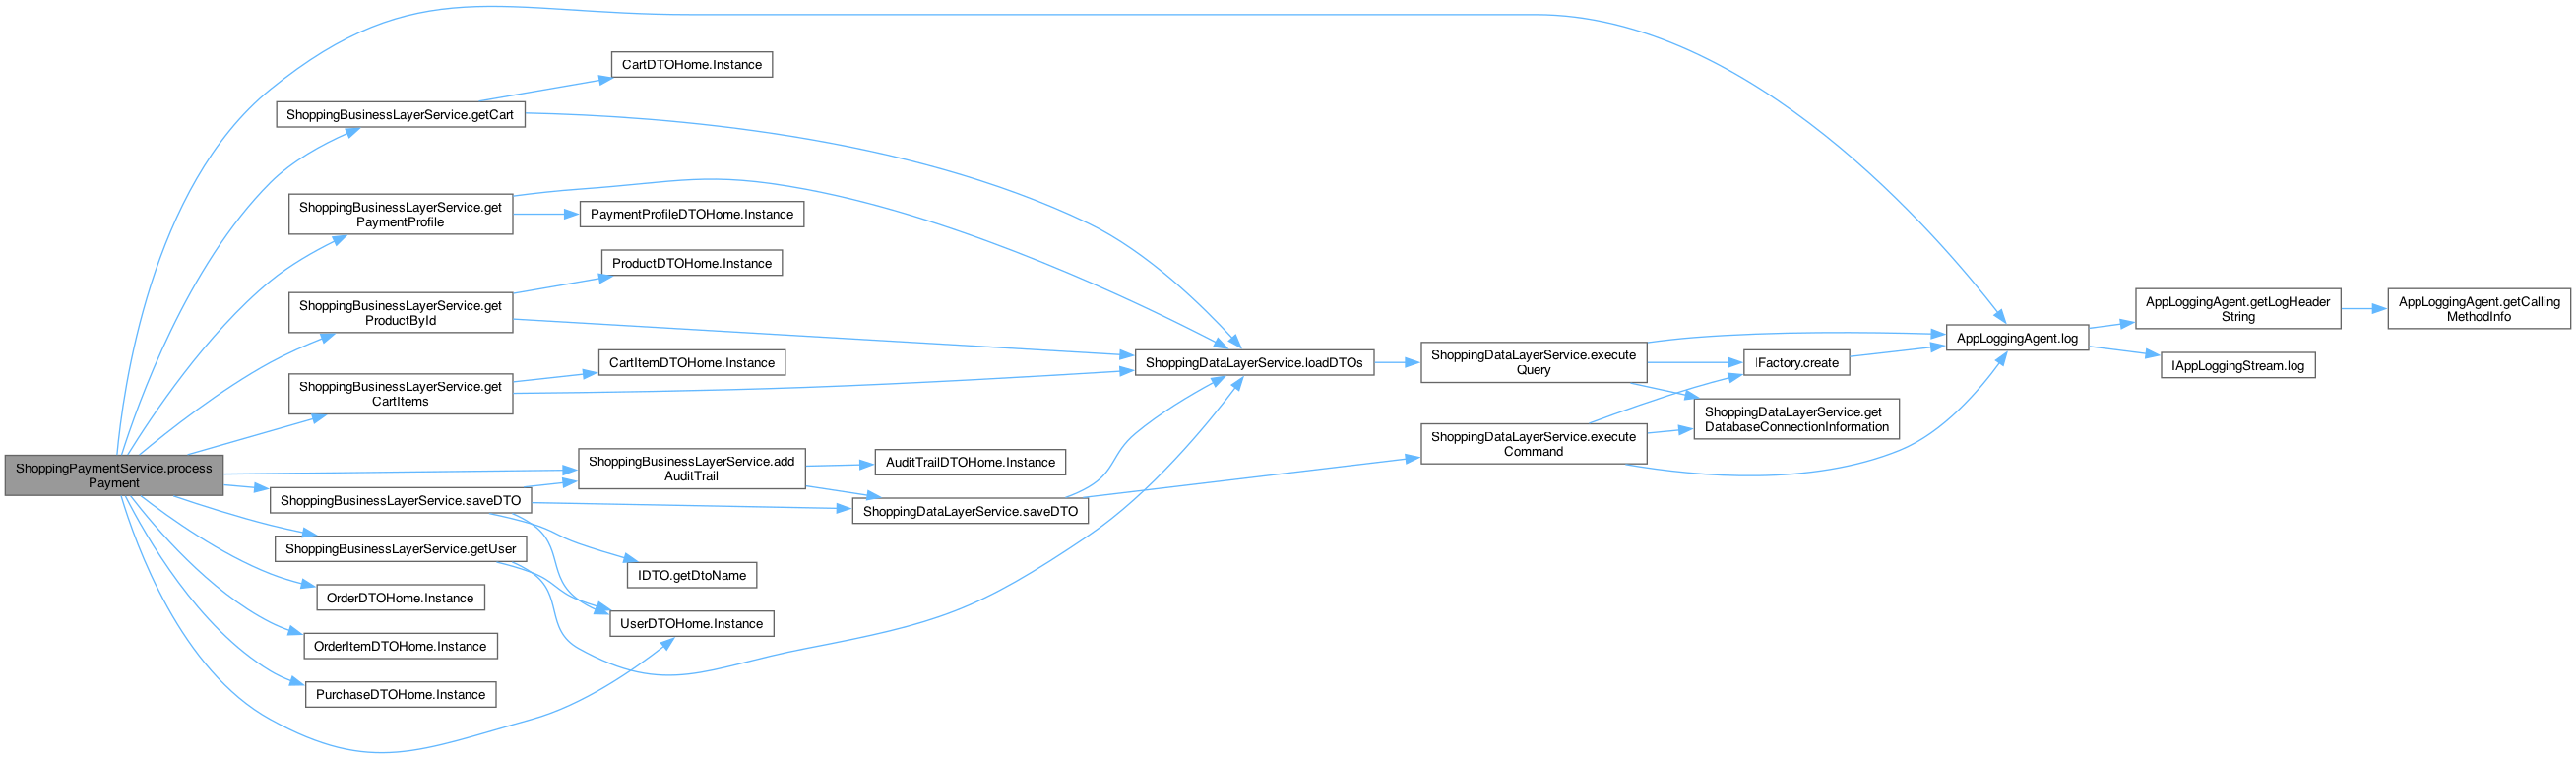 CartDTOHome.Instance
ShoppingBusinessLayerService.getCart
ShoppingBusinessLayerService.get
PaymentProfile
PaymentProfileDTOHome.Instance
ProductDTOHome.Instance
ShoppingBusinessLayerService.get
ProductById
CartItemDTOHome.Instance
ShoppingBusinessLayerService.get
CartItems
ShoppingDataLayerService.loadDTOs
ShoppingDataLayerService.execute
Query
IFactory.create
AppLoggingAgent.log
AppLoggingAgent.getLogHeader
String
AppLoggingAgent.getCalling
MethodInfo
IAppLoggingStream.log
ShoppingDataLayerService.get
DatabaseConnectionInformation
ShoppingDataLayerService.execute
Command
ShoppingPaymentService.process
Payment
ShoppingBusinessLayerService.add
AuditTrail
AuditTrailDTOHome.Instance
ShoppingBusinessLayerService.saveDTO
ShoppingDataLayerService.saveDTO
ShoppingBusinessLayerService.getUser
IDTO.getDtoName
OrderDTOHome.Instance
UserDTOHome.Instance
OrderItemDTOHome.Instance
PurchaseDTOHome.Instance